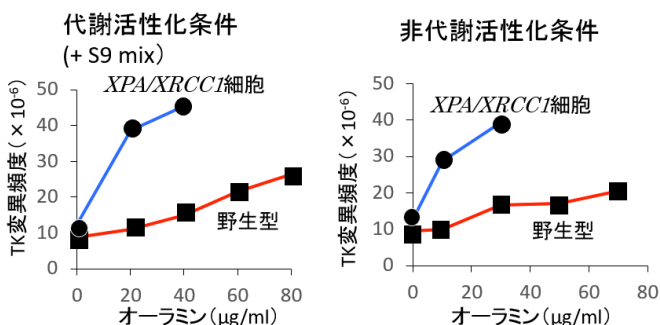 代謝活性化条件
(+ S9 mix)
XPA/XRCC1細胞
TK変異頻度(×10-6)
50
40
30
20
10
0
野生型
0 20 40 60 80
オーラミン(µg/ml)
非代謝活性化条件
XPA/XRCC1細胞
TK変異頻度(×10-6)
50
40
30
20
10
0
野生型
0 20 40 60 80
オーラミン(µg/ml)